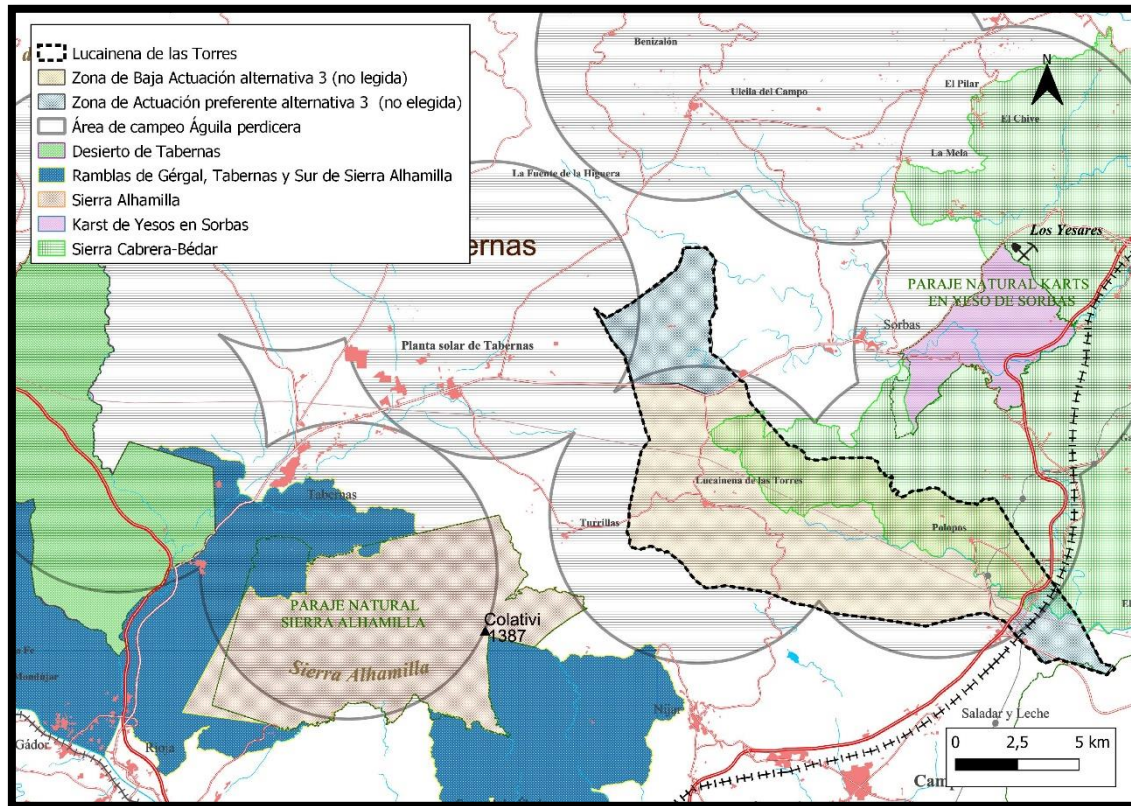 Lucainena de las Torres
Zona de Baja Actuación alternativa 3 (no legida)
Zona de Actuación preferente alternativa 3 (no elegida)
Área de campeo Águila perdicera
Desierto de Tabernas
Ramblas de Gérgal, Tabernas y Sur de Sierra Alhamilla
Sierra Alhamilla
Karst de Yesos en Sorbas
Sierra Cabrera-Bédar
Benizalón
N
El Pilar
Uleila del Campo
El Chive
La Mela
La Fuente de la Higuera
Los Yesares
ernas
PARAJE NATURAL KARTS
EN YESO DE SORBAS
Sorbas
Planta solar de Tabernas
Lucainena de las Torres
Tabernas
Turrillas
Polopos
PARAJE NATURAL
SIERRA ALHAMILLA
Colativi
1387
Sierra Alhamilla
Mondújar
Níjar
Saladar y Leche
Gádor
Rioja
0 2,5 5 km